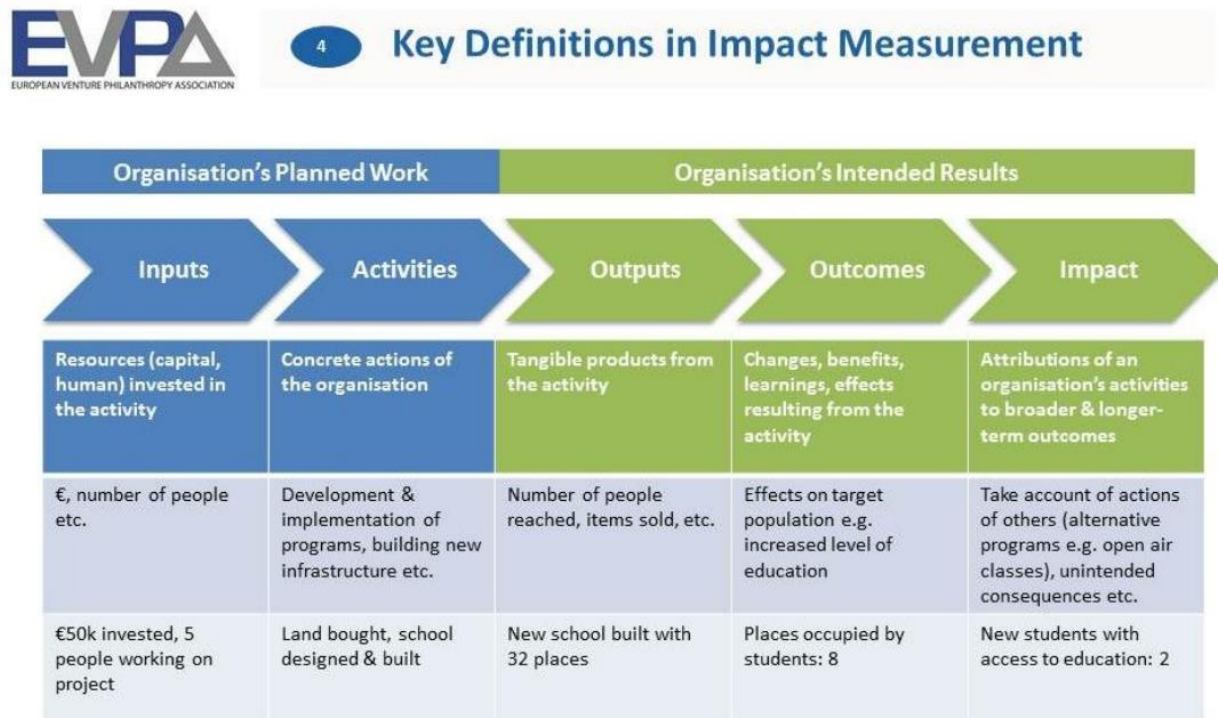 EVPA
EUROPEAN VENTURE PHILANTHROPY ASSOCIATION
4
Key Definitions in Impact Measurement
Organisation's Planned Work
Organisation's Intended Results
Inputs
Activities
Outputs
Outcomes
Impact
Resources (capital,
human) invested in
the activity
Concrete actions of
the organisation
Tangible products from
the activity
Changes, benefits,
learnings, effects
resulting from the
activity
Attributions of an
organisation's activities
to broader & longer-
term outcomes
€, number of people
etc.
Development &
implementation of
programs, building new
infrastructure etc.
Number of people
reached, items sold, etc.
Effects on target
population e.g.
increased level of
education
Take account of actions
of others (alternative
programs e.g. open air
classes), unintended
consequences etc.
€50k invested, 5
people working on
project
Land bought, school
designed & built
New school built with
32 places
Places occupied by
students: 8
New students with
access to education: 2